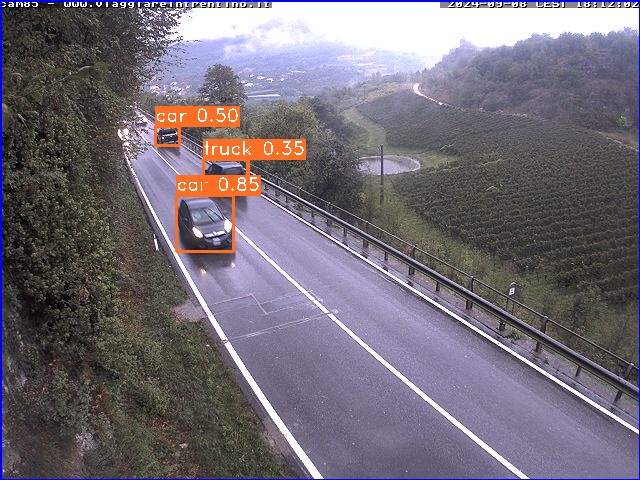 cam85 - www.viaggiareintrentino.it
2024-09-08 CEST 18:12:02
car 0.50
truck 0.35
car 0.85